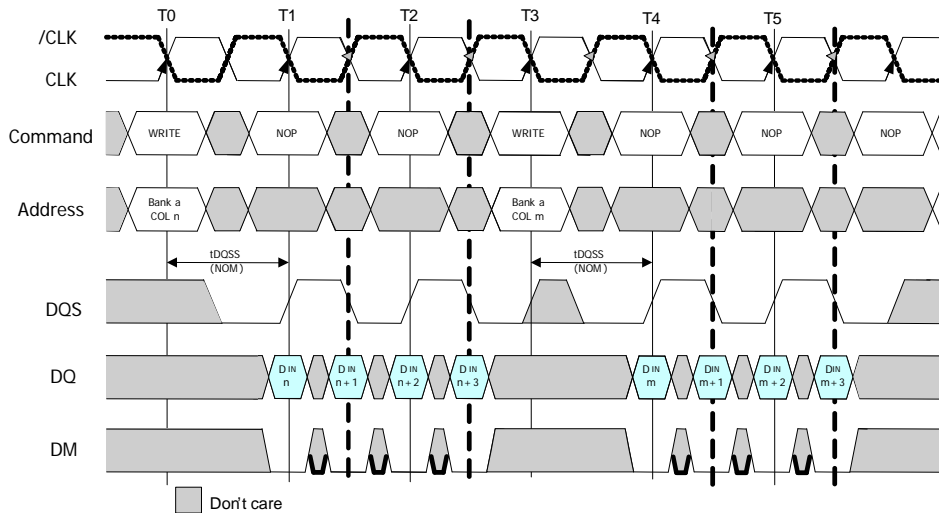 T0 T1 T2 T3 T4 T5
/CLK
CLK
Command WRITE NOP NOP WRITE NOP NOP NOP
Address
Bank a
COL n
Bank a
COL m
tDQSS
(NOM)
tDQSS
(NOM)
DQS
DQ
DIN
n
DIN
n+1
DIN
n+2
DIN
n+3
DIN
m
DIN
m+1
DIN
m+2
DIN
m+3
DM
Don't care